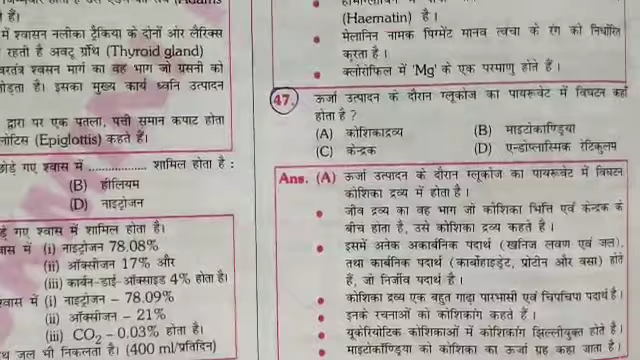 में श्वासन नलीका ट्रैकिया के दोनों ओर लैरिंक्स
रहती है अवटू ग्रंथि (Thyroid gland)
वरतंत्र श्वसन मार्ग का वह भाग जो ग्रसनी को
नोड़ता है। इसका मुख्य कार्य ध्वनि उत्पादन
द्वारा पर एक पतला, पत्ती समान कपाट होता
लोटिस (Epiglottis) कहते हैं।
छोड़े गए श्वास में ................. शामिल होता है :
(B) हीलियम
(D) नाइट्रोजन
ड़े गए श्वास में शामिल होता है।
वास में (i) नाइट्रोजन 78.08%
(ii) ऑक्सीजन 17% और
(iii) कार्बन-डाई-ऑक्साइड 4% होता है।
श्वास में (i) नाइट्रोजन – 78.09%
(ii) ऑक्सीजन – 21%
(iii) CO2 – 0.03% होता है।
थ जल भी निकलता है। (400 ml/प्रतिदिन)
(Haematin) है।
• मेलानिन नामक पिग्मेंट मानव त्वचा के रंग को निर्धारित
करता है।
• क्लोरोफिल में 'Mg' के एक परमाणु होते हैं।
47. ऊर्जा उत्पादन के दौरान ग्लूकोज का पायरूवेट में विघटन कहाँ
होता है ?
(A) कोशिकाद्रव्य (B) माइटोकाण्ड्रिया
(C) केन्द्रक (D) एन्डोप्लास्मिक रेटिकुलम
Ans. (A) ऊर्जा उत्पादन के दौरान ग्लूकोज का पायरूवेट में विघटन
कोशिका द्रव्य में होता है।
• जीव द्रव्य का वह भाग जो कोशिका भित्ति एवं केन्द्रक के
बीच होता है, उसे कोशिका द्रव्य कहते है।
• इसमें अनेक अकार्बनिक पदार्थ (खनिज लवण एवं जल),
तथा कार्बनिक पदार्थ (कार्बोहाइड्रेट, प्रोटीन और वसा) होते
हैं, जो निर्जीव पदार्थ है।
• कोशिका द्रव्य एक बहुत गाढ़ा पारभासी एवं चिपचिपा पदार्थ है।
• इनके रचनाओं को कोशिकांग कहते हैं।
• यूकेरियोटिक कोशिकाओं में कोशिकांग झिल्लीयुक्त होते है।
• माइटोकॉण्ड्रिया को कोशिका का ऊर्जा गृह कहा जाता है।